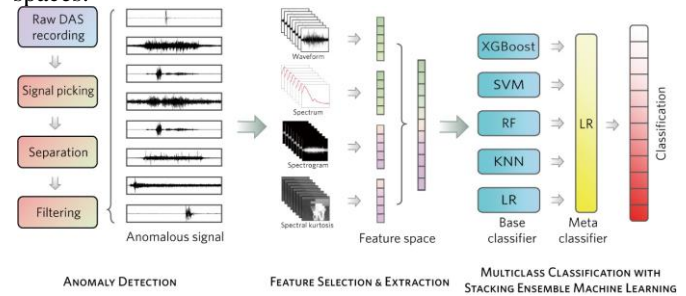 spaces.
Raw DAS
recording
Signal picking
Separation
Filtering
Anomalous signal
ANOMALY DETECTION
Waveform
Spectrum
Spectrogram
Spectral kurtosis
Feature space
FEATURE SELECTION & EXTRACTION
XGBoost
SVM
RF
KNN
LR
Base
classifier
LR
Meta
classifier
Classification
MULTICLASS CLASSIFICATION WITH
STACKING ENSEMBLE MACHINE LEARNING